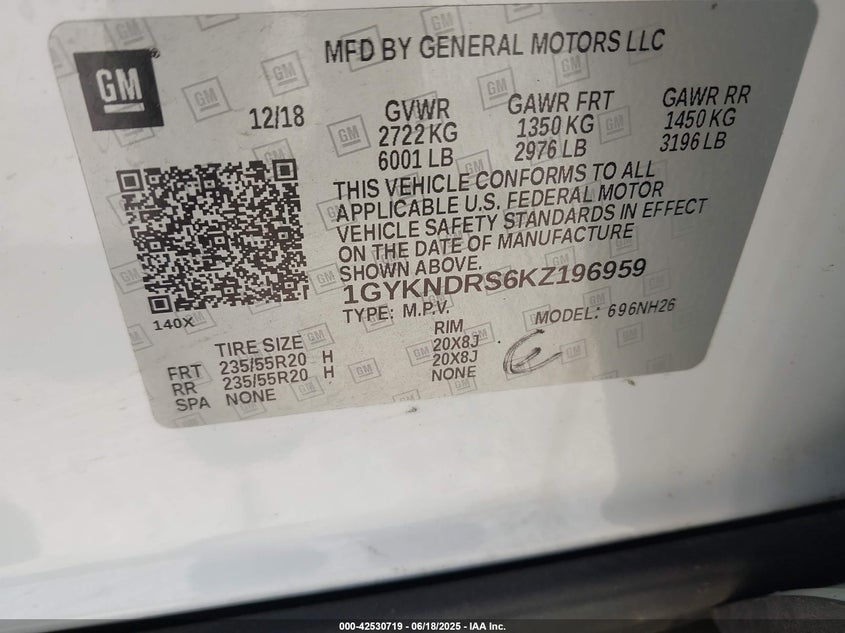 GM
MFD BY GENERAL MOTORS LLC
12/18
GVWR
2722 KG
6001 LB
GAWR FRT
1350 KG
2976 LB
GAWR RR
1450 KG
3196 LB
THIS VEHICLE CONFORMS TO ALL
APPLICABLE U.S. FEDERAL MOTOR
VEHICLE SAFETY STANDARDS IN EFFECT
ON THE DATE OF MANUFACTURE
SHOWN ABOVE.
1GYKNDRS6KZ196959
TYPE: M.P.V.
MODEL: 696NH26
140X
TIRE SIZE
RIM
FRT 235/55R20 H 20X8J
RR 235/55R20 H 20X8J
SPA NONE NONE
000-42530719 - 06/18/2025 - IAA Inc.